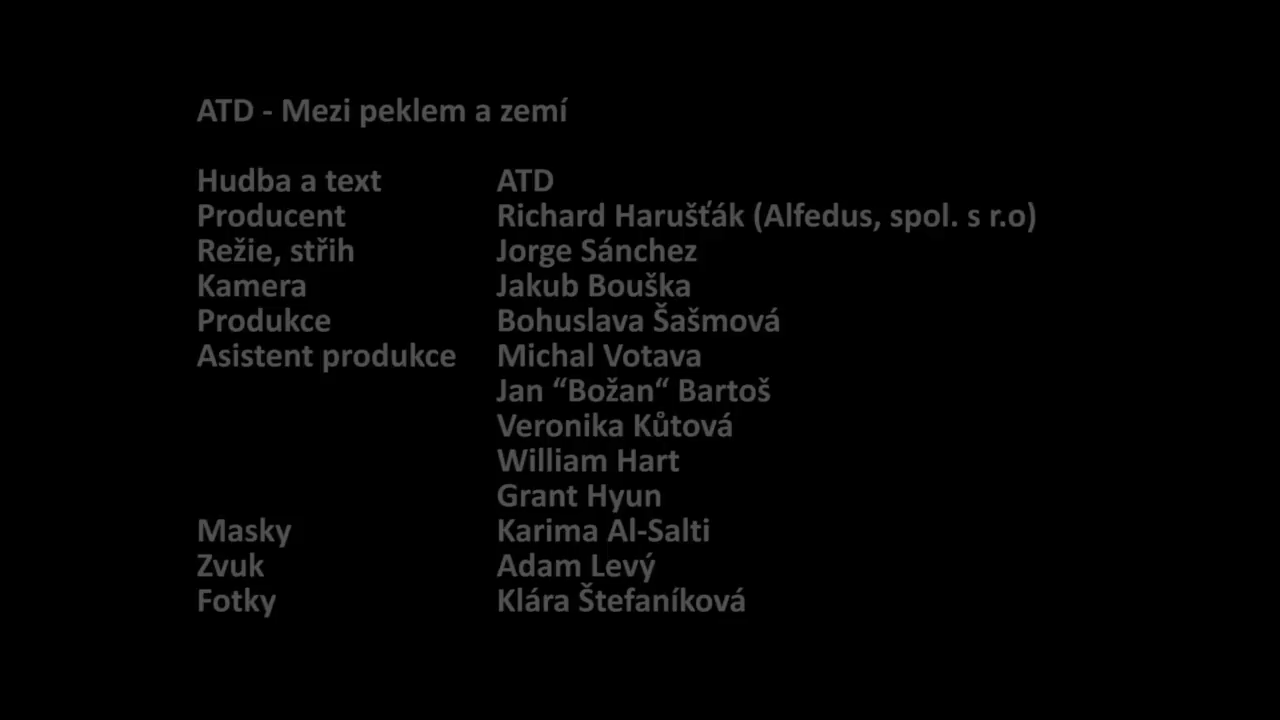 ATD - Mezi peklem a zemí
Hudba a text ATD
Producent Richard Harušťák (Alfedus, spol. s r.o)
Režie, střih Jorge Sánchez
Kamera Jakub Bouška
Produkce Bohuslava Šašmová
Asistent produkce Michal Votava
Jan “Božan“ Bartoš
Veronika Kůtová
William Hart
Grant Hyun
Masky Karima Al-Salti
Zvuk Adam Levý
Fotky Klára Štefaníková